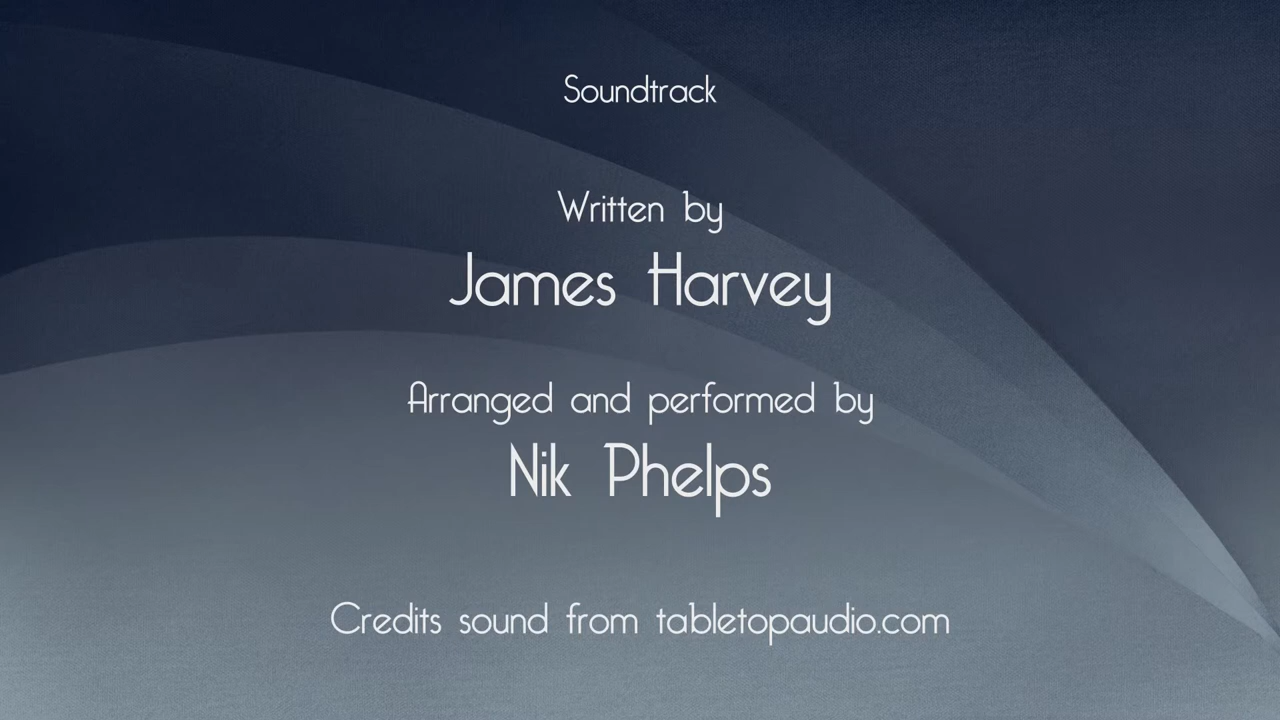 Soundtrack
Written by
James Harvey
Arranged and performed by
Nik Phelps
Credits sound from tabletopaudio.com